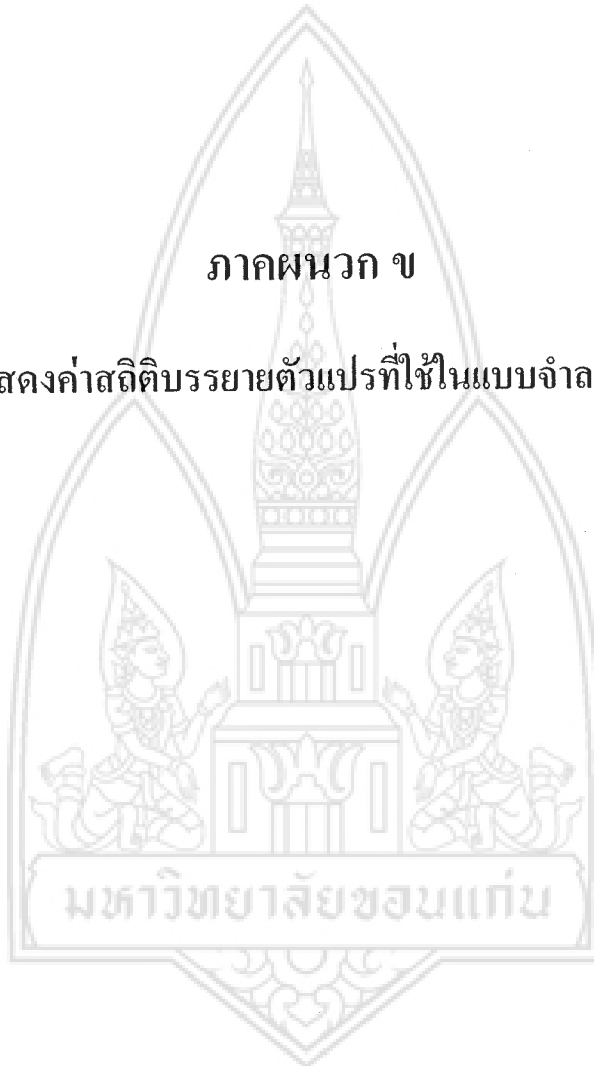 ภาคผนวก ข
สดงค่าสถิติบรรยายตัวแปรที่ใช้ในแบบจำล
มหาวิทยาลัยขอนแก่น